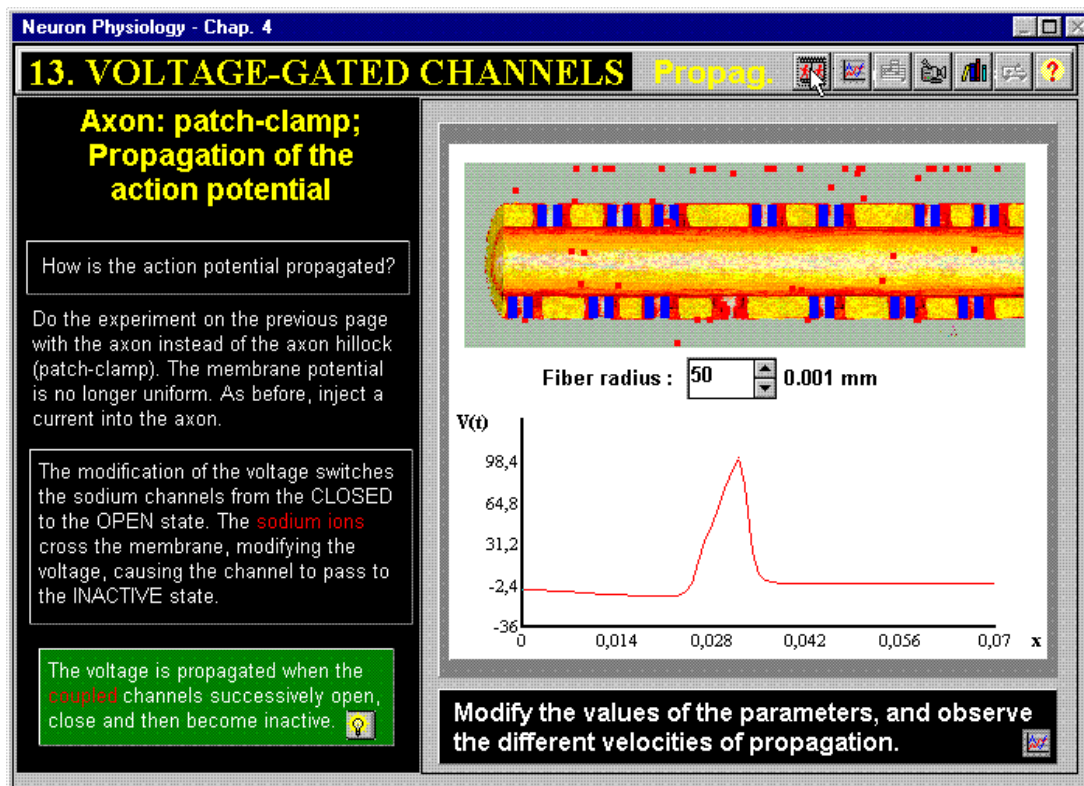 Neuron Physiology - Chap. 4
13. VOLTAGE-GATED CHANNELS Propag.
?
Axon: patch-clamp;
Propagation of the
action potential
How is the action potential propagated?
Do the experiment on the previous page
with the axon instead of the axon hillock
(patch-clamp). The membrane potential
is no longer uniform. As before, inject a
current into the axon.
The modification of the voltage switches
the sodium channels from the CLOSED
to the OPEN state. The sodium ions
cross the membrane, modifying the
voltage, causing the channel to pass to
the INACTIVE state.
The voltage is propagated when the
coupled channels successively open,
close and then become inactive.
Fiber radius : 50 0.001 mm
V(t)
98,4
64,8
31,2
-2,4
-36
0 0,014 0,028 0,042 0,056 0,07 x
Modify the values of the parameters, and observe
the different velocities of propagation.